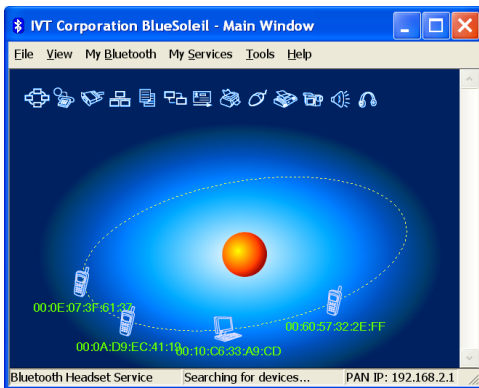 IVT Corporation BlueSoleil - Main Window
File View My Bluetooth My Services Tools Help
00:0E:07:3F:61:37
00:60:57:32:2E:FF
00:0A:D9:EC:41:19
00:10:C6:33:A9:CD
Bluetooth Headset Service Searching for devices... PAN IP: 192.168.2.1